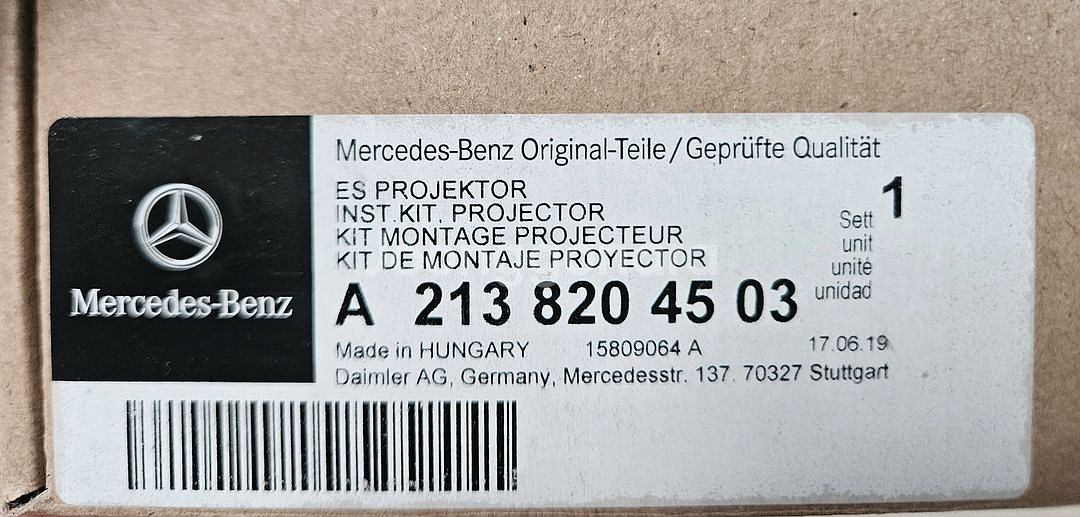 Mercedes-Benz
Mercedes-Benz Original-Teile/Geprüfte Qualität
ES PROJEKTOR
INST.KIT, PROJECTOR
KIT MONTAGE PROJECTEUR
KIT DE MONTAJE PROYECTOR
1
Sett
unit
unité
unidad
A 213 820 45 03
Made in HUNGARY 15809064 A 17.06.19
Daimler AG, Germany, Mercedesstr. 137. 70327 Stuttgart